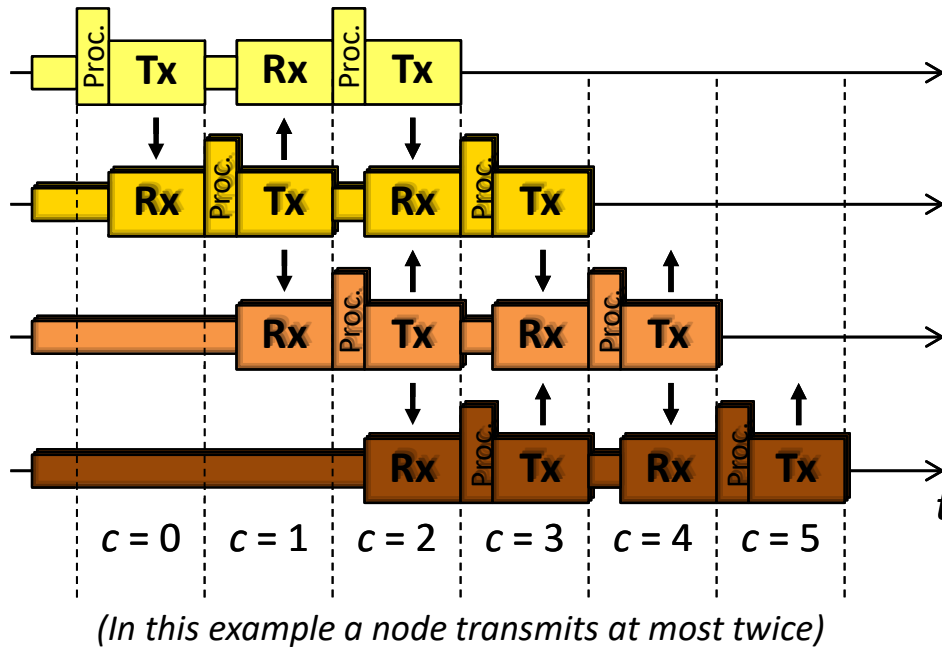 Proc. Tx Rx Proc. Tx
Rx Proc. Tx Rx Proc. Tx
Rx Proc. Tx Rx Proc. Tx
Rx Proc. Tx Rx Proc. Tx
t
c = 0 c = 1 c = 2 c = 3 c = 4 c = 5
(In this example a node transmits at most twice)